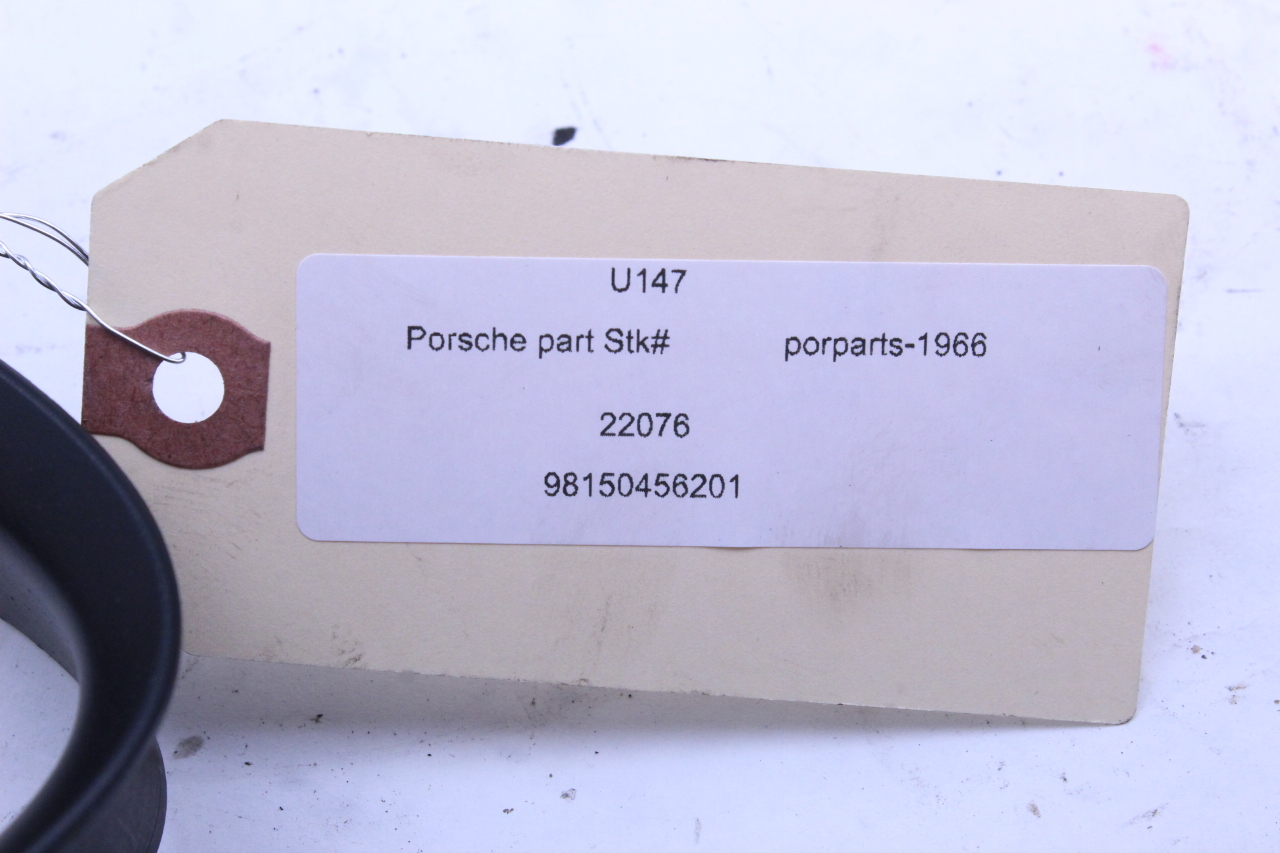 U147
Porsche part Stk# porparts-1966
22076
98150456201